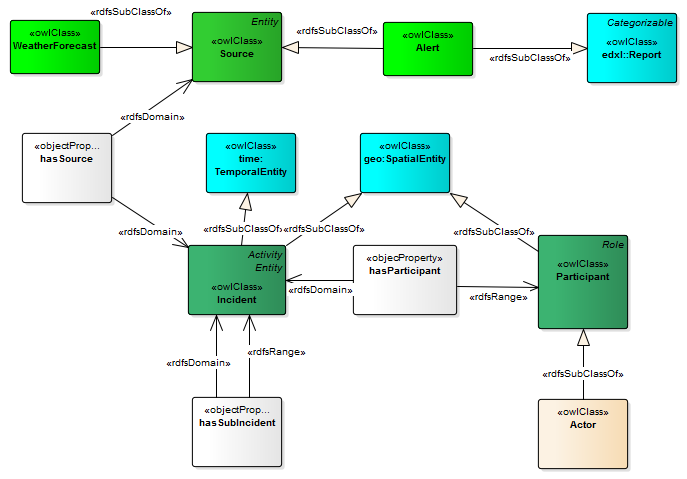 «rdfsSubClassOf»
«owlClass»
WeatherForecast
Entity
«owlClass»
Source
«rdfsSubClassOf»
«owlClass»
Alert
«rdfsSubClassOf»
Categorizable
«owlClass»
edxl::Report
«rdfsDomain»
«objectProp...
hasSource
«owlClass»
time:
TemporalEntity
«owlClass»
geo:SpatialEntity
«rdfsDomain»
«rdfsSubClassOf»
«rdfsSubClassOf»
«rdfsSubClassOf»
Activity
Entity
«owlClass»
Incident
«objecProperty»
hasParticipant
«rdfsDomain»
«rdfsRange»
Role
«owlClass»
Participant
«rdfsDomain»
«rdfsRange»
«rdfsSubClassOf»
«objectProp...
hasSubIncident
«owlClass»
Actor